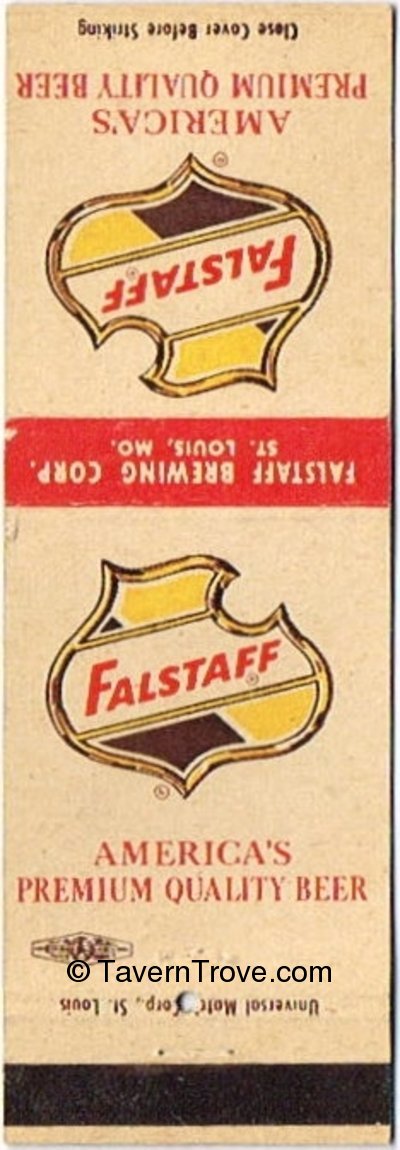 Close Cover Before Striking
AMERICA'S
PREMIUM QUALITY BEER
®
FALSTAFF®
FALSTAFF BREWING CORP.
ST. LOUIS, MO.
FALSTAFF®
®
AMERICA'S
PREMIUM QUALITY BEER
© TavernTrove.com
Universal Match Corp., St. Louis